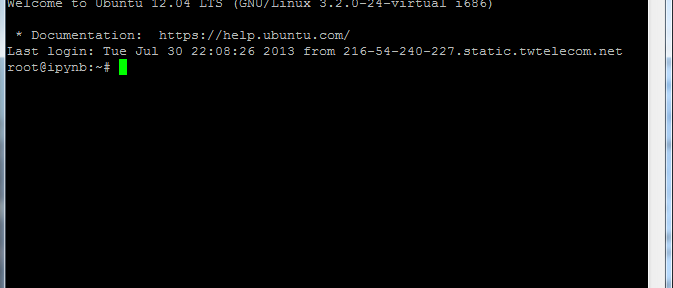 Welcome to Ubuntu 12.04 LTS (GNU/Linux 3.2.0-24-virtual i686)
* Documentation:  https://help.ubuntu.com/
Last login: Tue Jul 30 22:08:26 2013 from 216-54-240-227.static.twtelecom.net
root@ipynb:~#